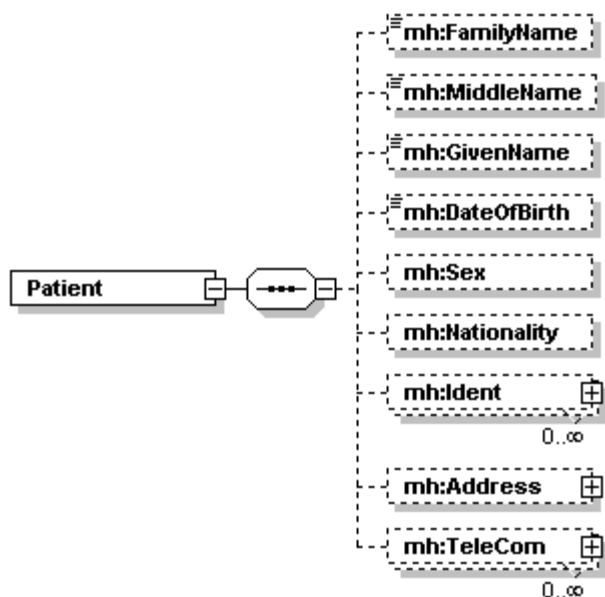 mh:FamilyName
mh:MiddleName
mh:GivenName
mh:DateOfBirth
mh:Sex
Patient
mh:Nationality
mh:Ident
0..∞
mh:Address
mh:TeleCom
0..∞